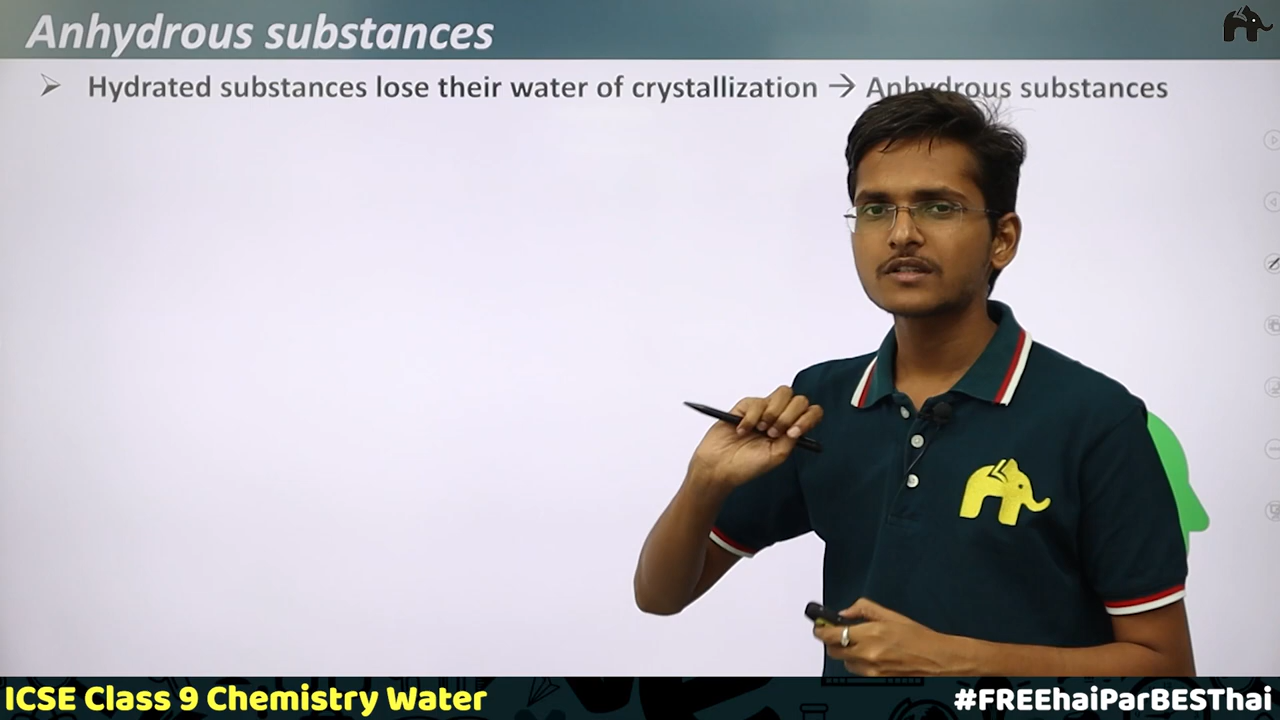 Anhydrous substances
Hydrated substances lose their water of crystallization → Anhydrous substances
ICSE Class 9 Chemistry Water
#FREEhaiParBESThai